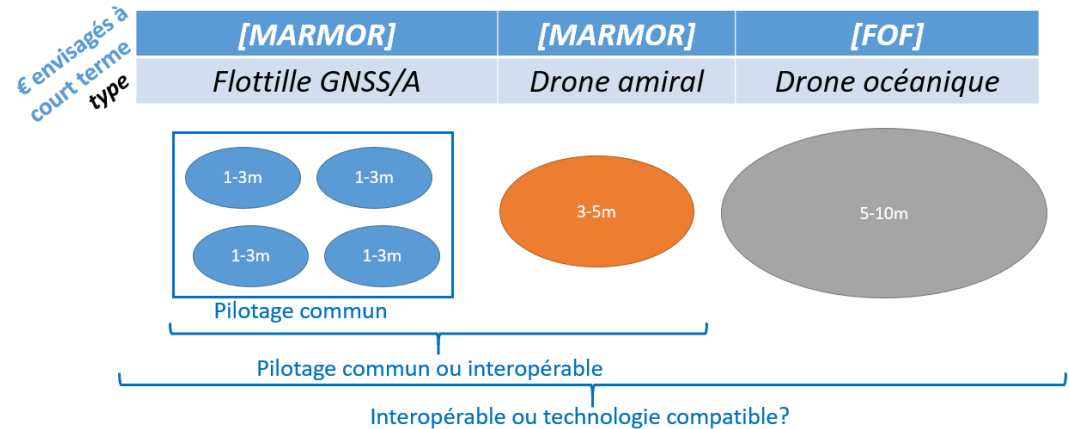 € envisagés à
court terme
type
[MARMOR] [MARMOR] [FOF]
Flottille GNSS/A Drone amiral Drone océanique
1-3m 1-3m
3-5m 5-10m
1-3m 1-3m
Pilotage commun
Pilotage commun ou interopérable
Interopérable ou technologie compatible?